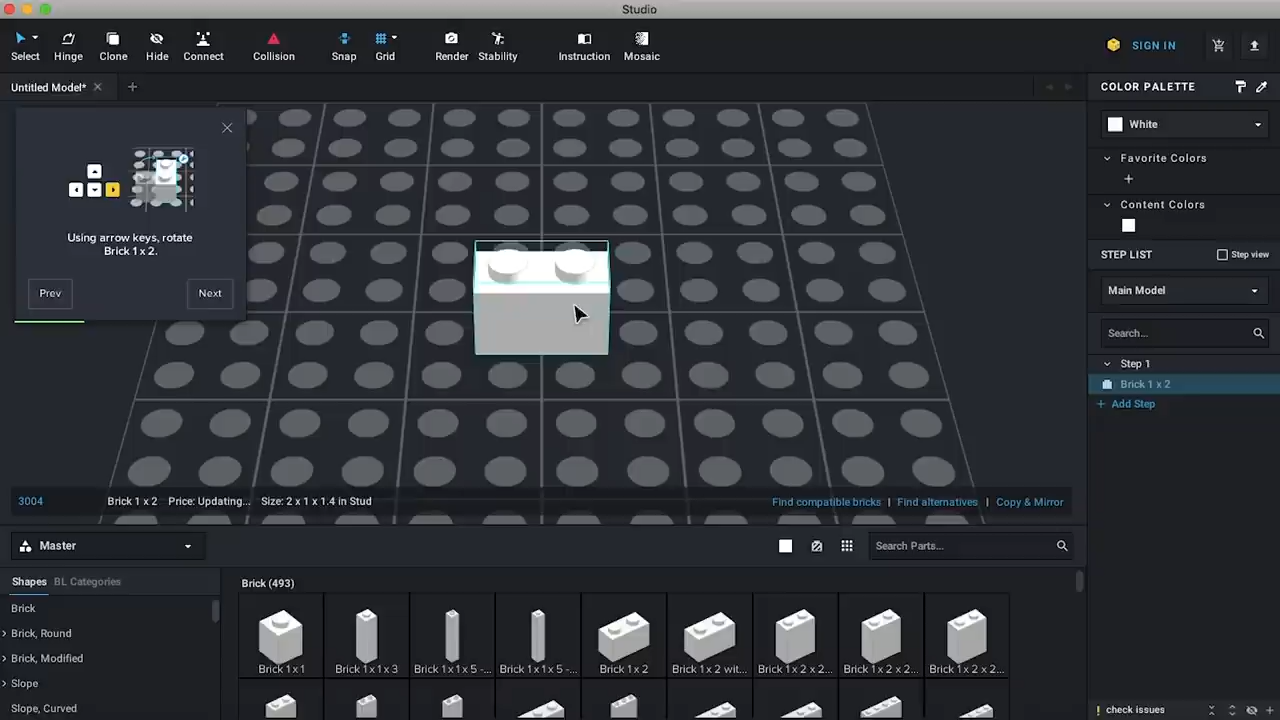 Studio
Select
Hinge
Clone
Hide
Connect
Collision
Snap
Grid
Render
Stability
Instruction
Mosaic
SIGN IN
Untitled Model*
Using arrow keys, rotate
Brick 1 x 2.
Prev
Next
COLOR PALETTE
White
Favorite Colors
Content Colors
STEP LIST
Step view
Main Model
Search...
Step 1
Brick 1 x 2
Add Step
3004
Brick 1 x 2
Price: Updating...
Size: 2 x 1 x 1.4 in Stud
Find compatible bricks | Find alternatives | Copy & Mirror
Master
Search Parts...
Shapes
BL Categories
Brick
Brick, Round
Brick, Modified
Slope
Slope, Curved
Brick (493)
Brick 1 x 1
Brick 1 x 1 x 3
Brick 1 x 1 x 5 -...
Brick 1 x 1 x 5 -...
Brick 1 x 2
Brick 1 x 2 wit...
Brick 1 x 2 x 2...
Brick 1 x 2 x 2...
Brick 1 x 2 x 2...
check issues